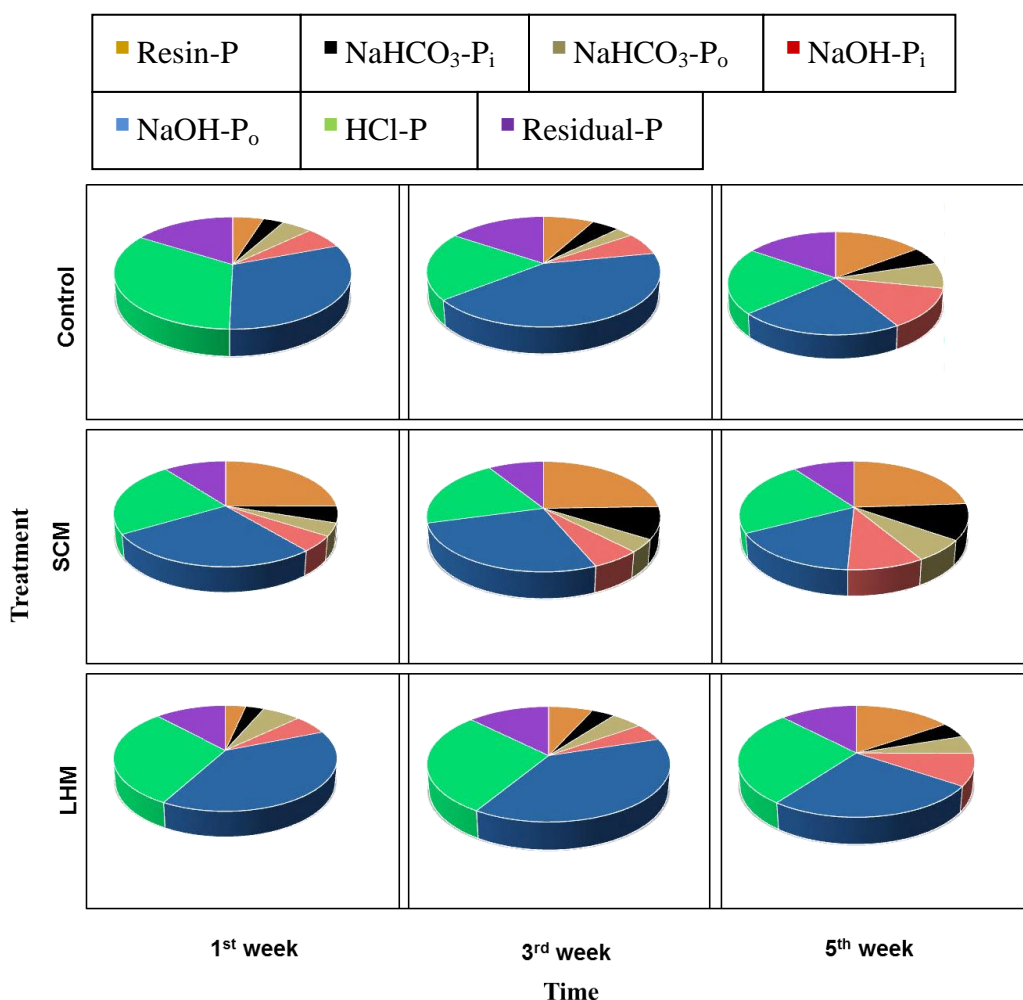 Resin-P NaHCO₃-Pᵢ NaHCO₃-Pₒ NaOH-Pᵢ
NaOH-Pₒ HCl-P Residual-P
Control
SCM
Treatment
LHM
1ˢᵗ week 3ʳᵈ week 5ᵗʰ week
Time